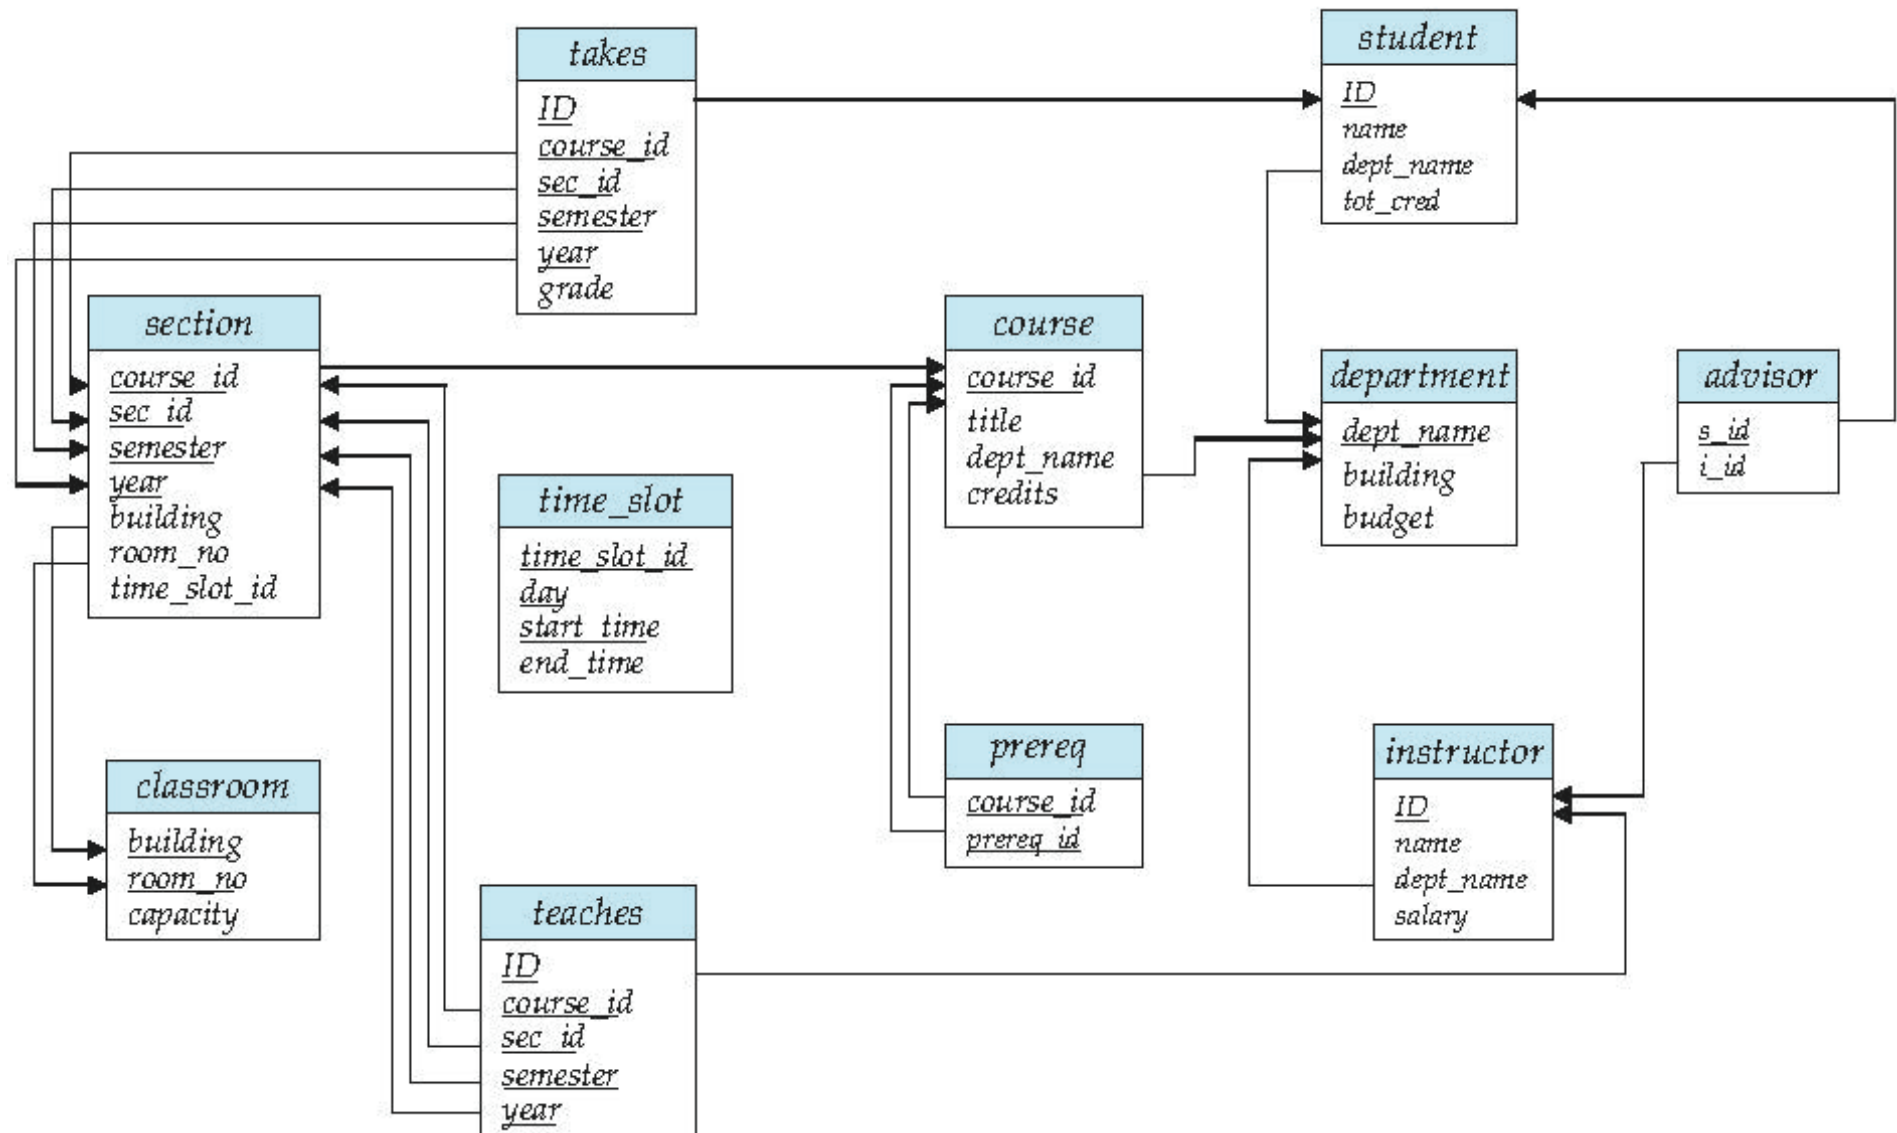 takes
ID
course_id
sec_id
semester
year
grade
student
ID
name
dept_name
tot_cred
section
course_id
sec_id
semester
year
building
room_no
time_slot_id
course
course_id
title
dept_name
credits
department
dept_name
building
budget
advisor
s_id
i_id
time_slot
time_slot_id
day
start_time
end_time
prereq
course_id
prereq_id
instructor
ID
name
dept_name
salary
classroom
building
room_no
capacity
teaches
ID
course_id
sec_id
semester
year